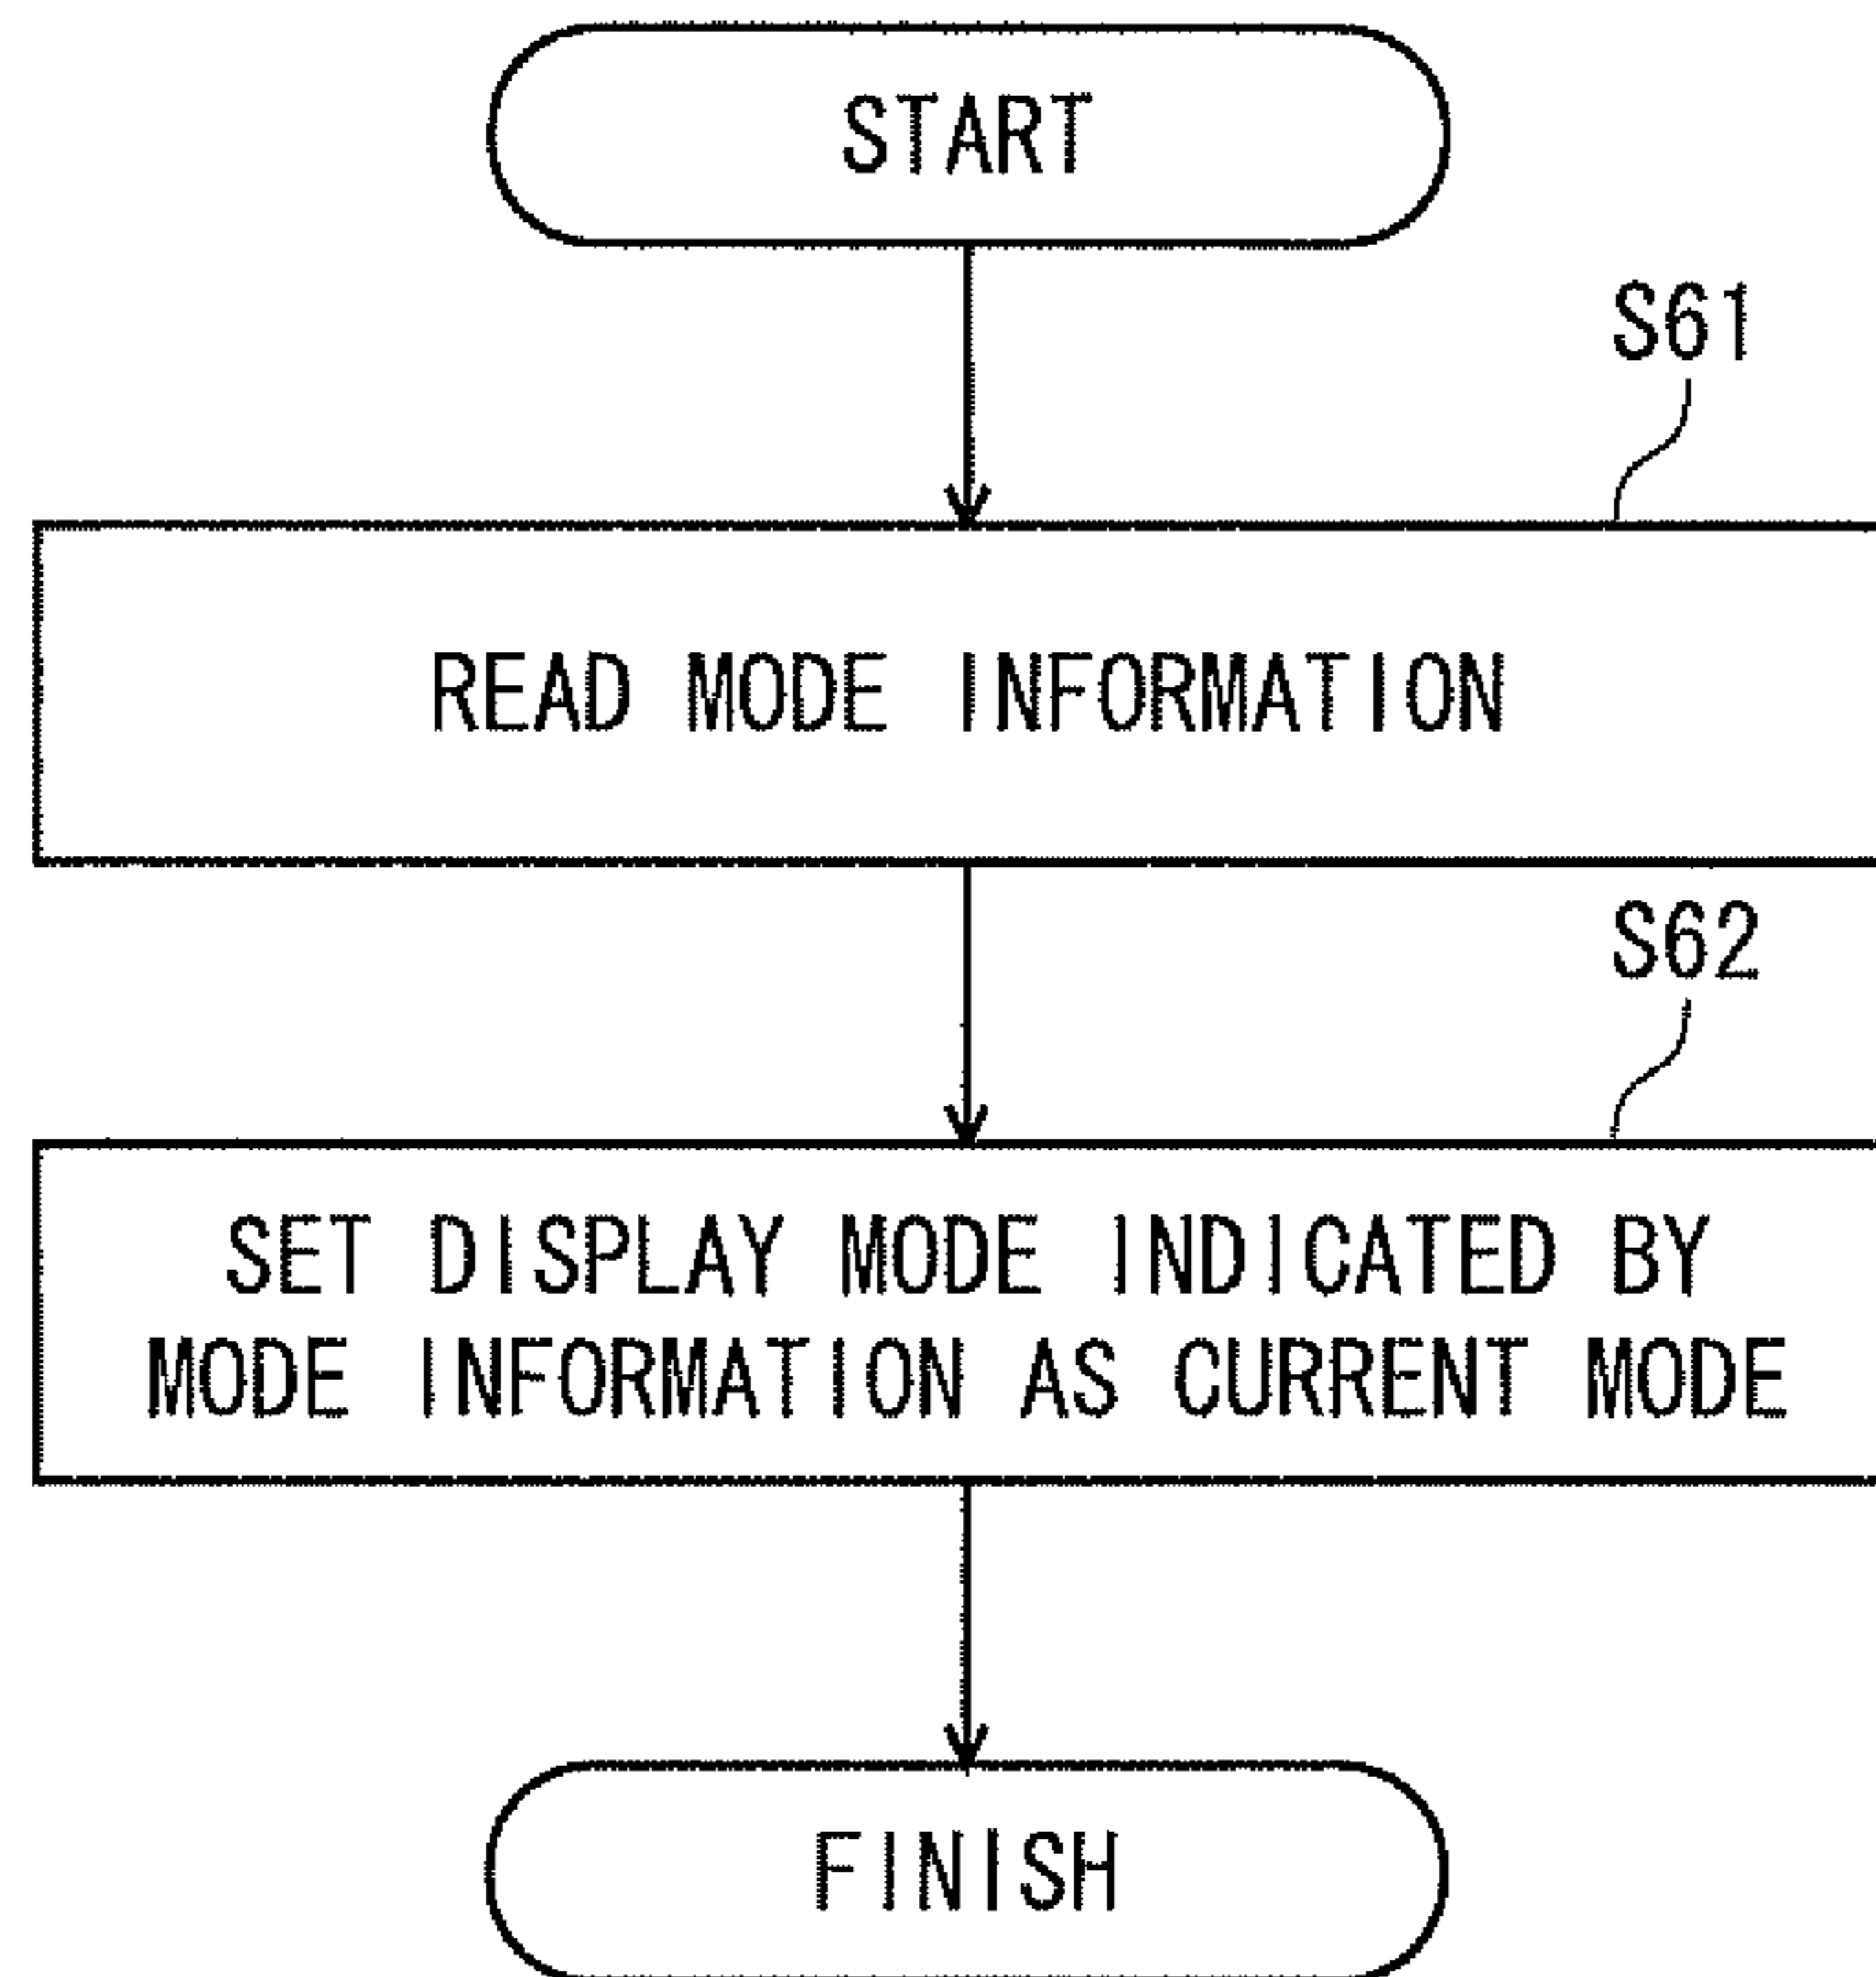 START
S61
READ MODE INFORMATION
S62
SET DISPLAY MODE INDICATED BY
MODE INFORMATION AS CURRENT MODE
FINISH